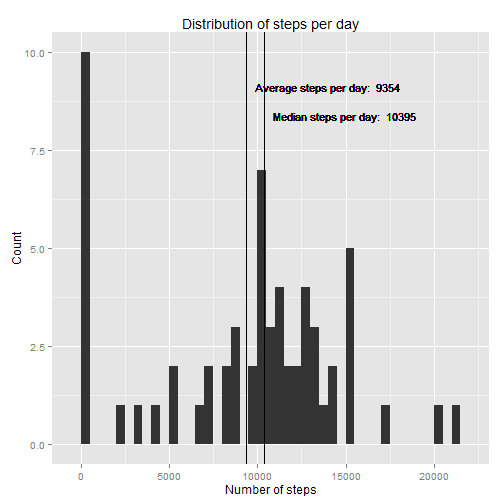 Distribution of steps per day
10.0
7.5
5.0
2.5
0.0
Count
Average steps per day: 9354
Median steps per day: 10395
0 5000 10000 15000 20000
Number of steps